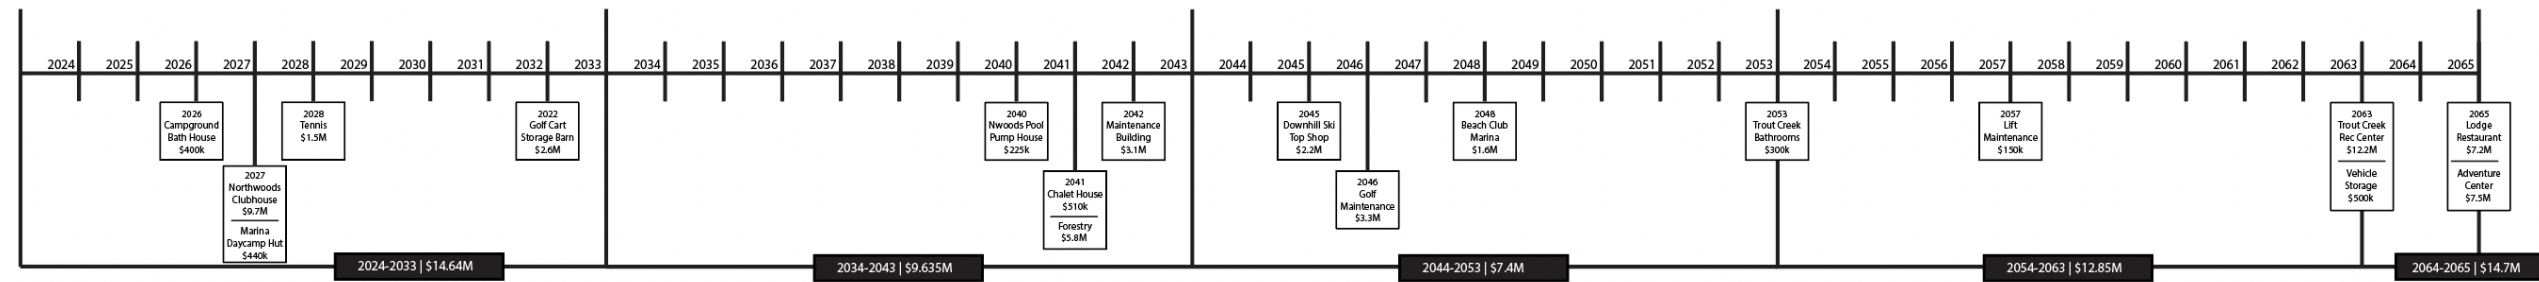 2024 2025 2026 2027 2028 2029 2030 2031 2032 2033 2034 2035 2036 2037 2038 2039 2040 2041 2042 2043 2044 2045 2046 2047 2048 2049 2050 2051 2052 2053 2054 2055 2056 2057 2058 2059 2060 2061 2062 2063 2064 2065
2026
Campground
Bath House
$400k
2027
Northwoods
Clubhouse
$9.7M
Marina
Daycamp Hut
$440k
2028
Tennis
$1.5M
2022
Golf Cart
Storage Barn
$2.6M
2040
Nwoods Pool
Pump House
$225k
2041
Chalet House
$510k
Forestry
$5.8M
2042
Maintenance
Building
$3.1M
2045
Downhill Ski
Top Shop
$2.2M
2046
Golf
Maintenance
$3.3M
2048
Beach Club
Marina
$1.6M
2053
Trout Creek
Bathrooms
$300k
2057
Lift
Maintenance
$150k
2063
Trout Creek
Rec Center
$12.2M
Vehicle
Storage
$500k
2065
Lodge
Restaurant
$7.2M
Adventure
Center
$7.5M
2024-2033 | $14.64M
2034-2043 | $9.635M
2044-2053 | $7.4M
2054-2063 | $12.85M
2064-2065 | $14.7M